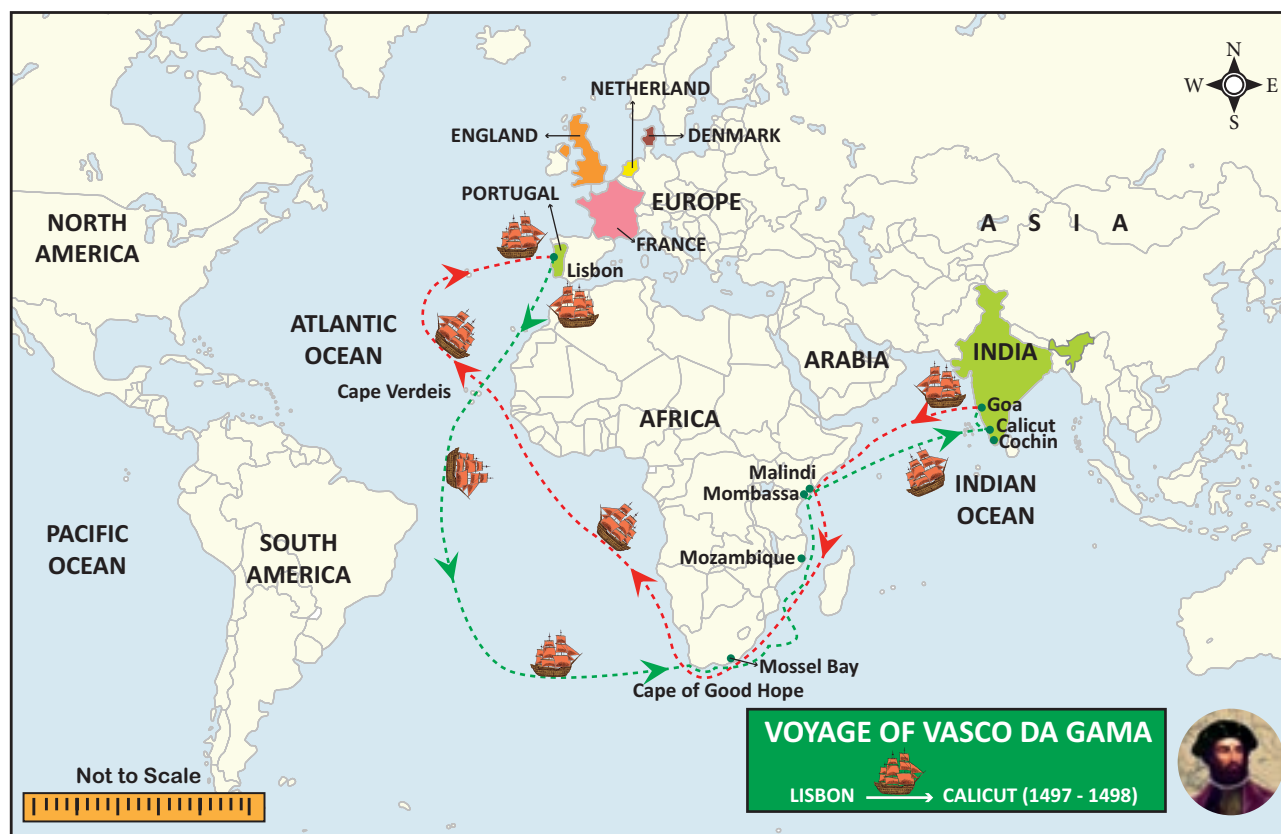 N
W E
S
NETHERLAND
ENGLAND
DENMARK
PORTUGAL
EUROPE
NORTH
AMERICA
A S I A
FRANCE
Lisbon
ATLANTIC
OCEAN
ARABIA
INDIA
Cape Verdeis
AFRICA
Goa
Calicut
Cochin
Malindi
Mombassa
INDIAN
OCEAN
PACIFIC
OCEAN
SOUTH
AMERICA
Mozambique
Mossel Bay
Cape of Good Hope
VOYAGE OF VASCO DA GAMA
LISBON CALICUT (1497 - 1498)
Not to Scale